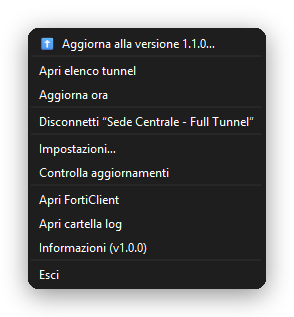 Aggiorna alla versione 1.1.0...
Apri elenco tunnel
Aggiorna ora
Disconnetti “Sede Centrale - Full Tunnel”
Impostazioni...
Controlla aggiornamenti
Apri FortiClient
Apri cartella log
Informazioni (v1.0.0)
Esci